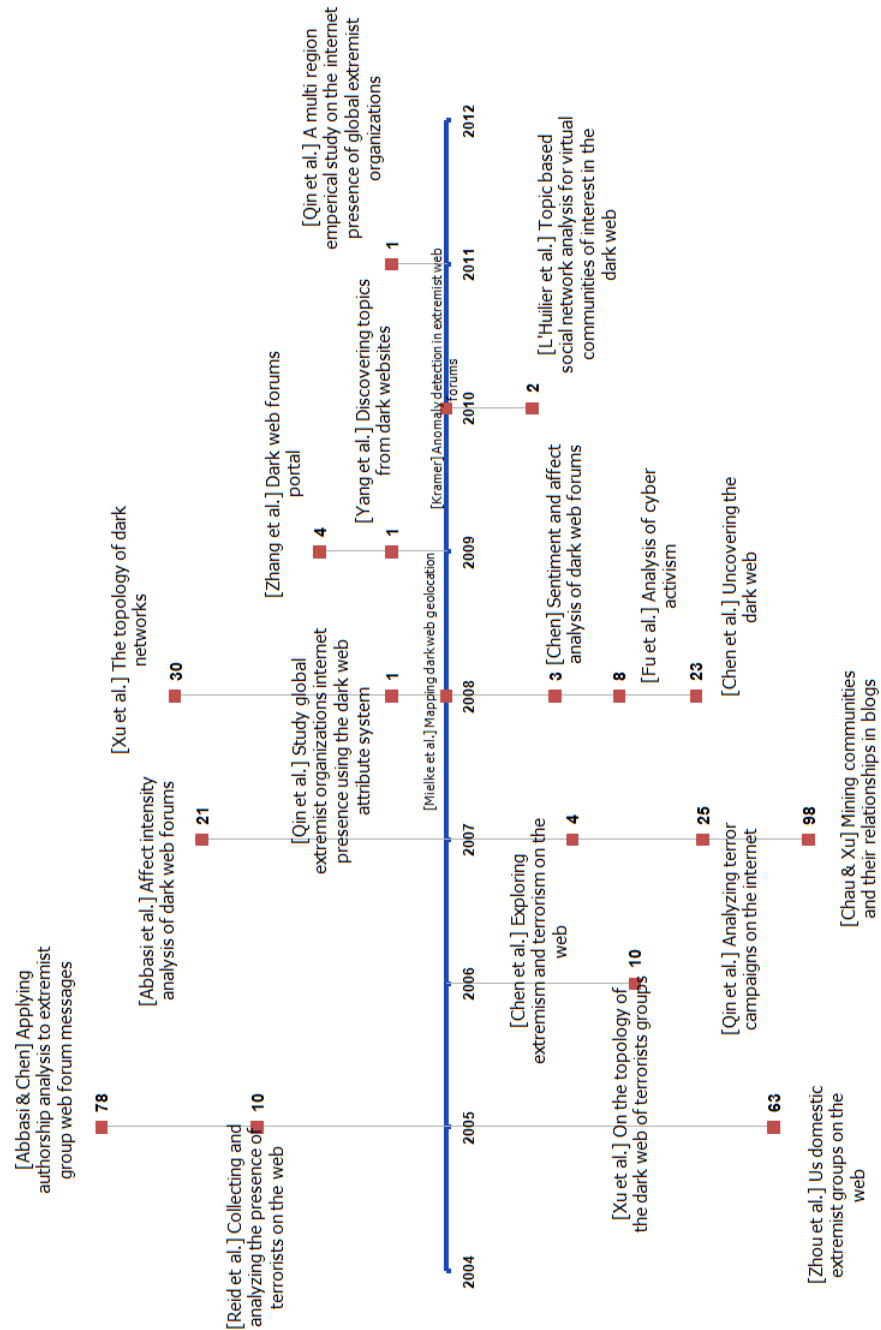 [Abbasi & Chen] Applying
authorship analysis to extremist
group web forum messages
78
[Reid et al.] Collecting and
analyzing the presence of
terrorists on the web
10
[Abbasi et al.] Affect intensity
analysis of dark web forums
21
[Xu et al.] The topology of dark
networks
30
[Qin et al.] Study global
extremist organizations internet
presence using the dark web
attribute system
1
[Zhang et al.] Dark web forums
portal
4
[Yang et al.] Discovering topics
from dark websites
1
[Qin et al.] A multi region
emperical study on the internet
presence of global extremist
organizations
1
[Mielke et al.] Mapping dark web geolocation
[Kramer] Anomaly detection in extremist web
forums
2004
2005
2006
2007
2008
2009
2010
2011
2012
[Zhou et al.] Us domestic
extremist groups on the
web
63
[Xu et al.] On the topology of
the dark web of terrorists groups
10
[Chen et al.] Exploring
extremism and terrorism on the
web
4
[Qin et al.] Analyzing terror
campaigns on the internet
25
[Chau & Xu] Mining communities
and their relationships in blogs
98
3 [Chen] Sentiment and affect
analysis of dark web forums
8
[Fu et al.] Analysis of cyber
activism
23
[Chen et al.] Uncovering the
dark web
2
[L'Huilier et al.] Topic based
social network analysis for virtual
communities of interest in the
dark web